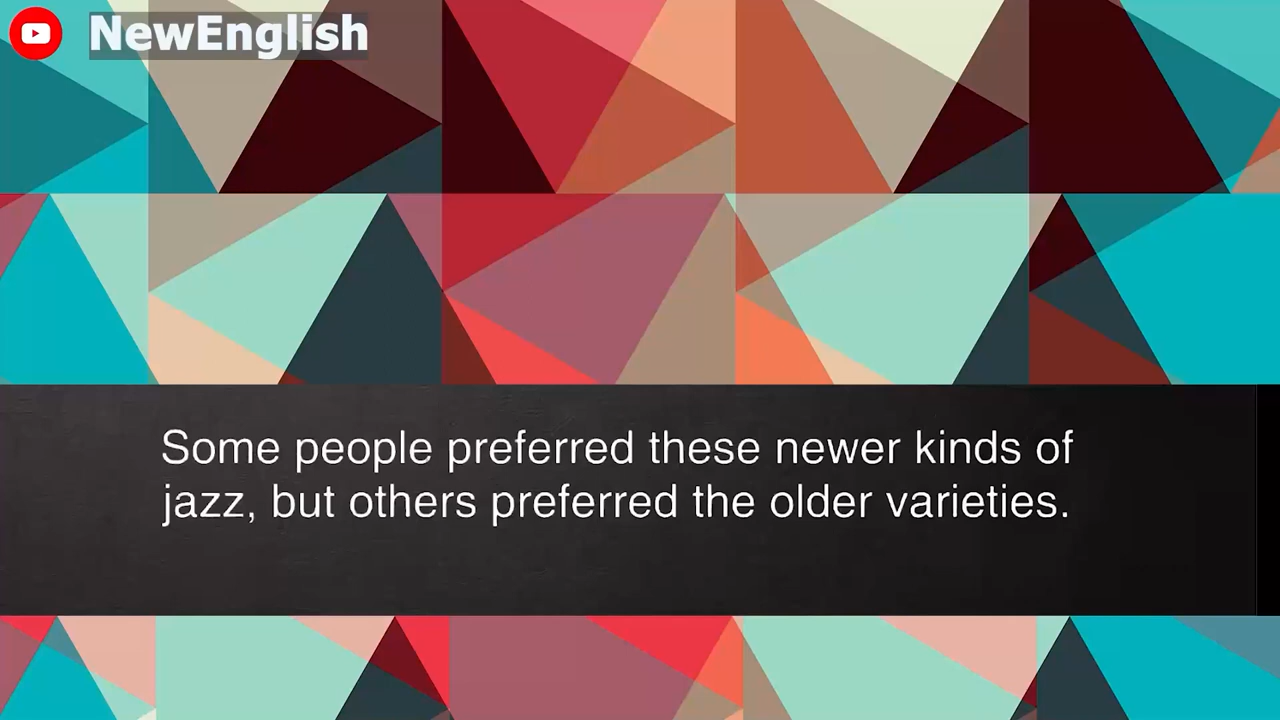 NewEnglish
Some people preferred these newer kinds of
jazz, but others preferred the older varieties.